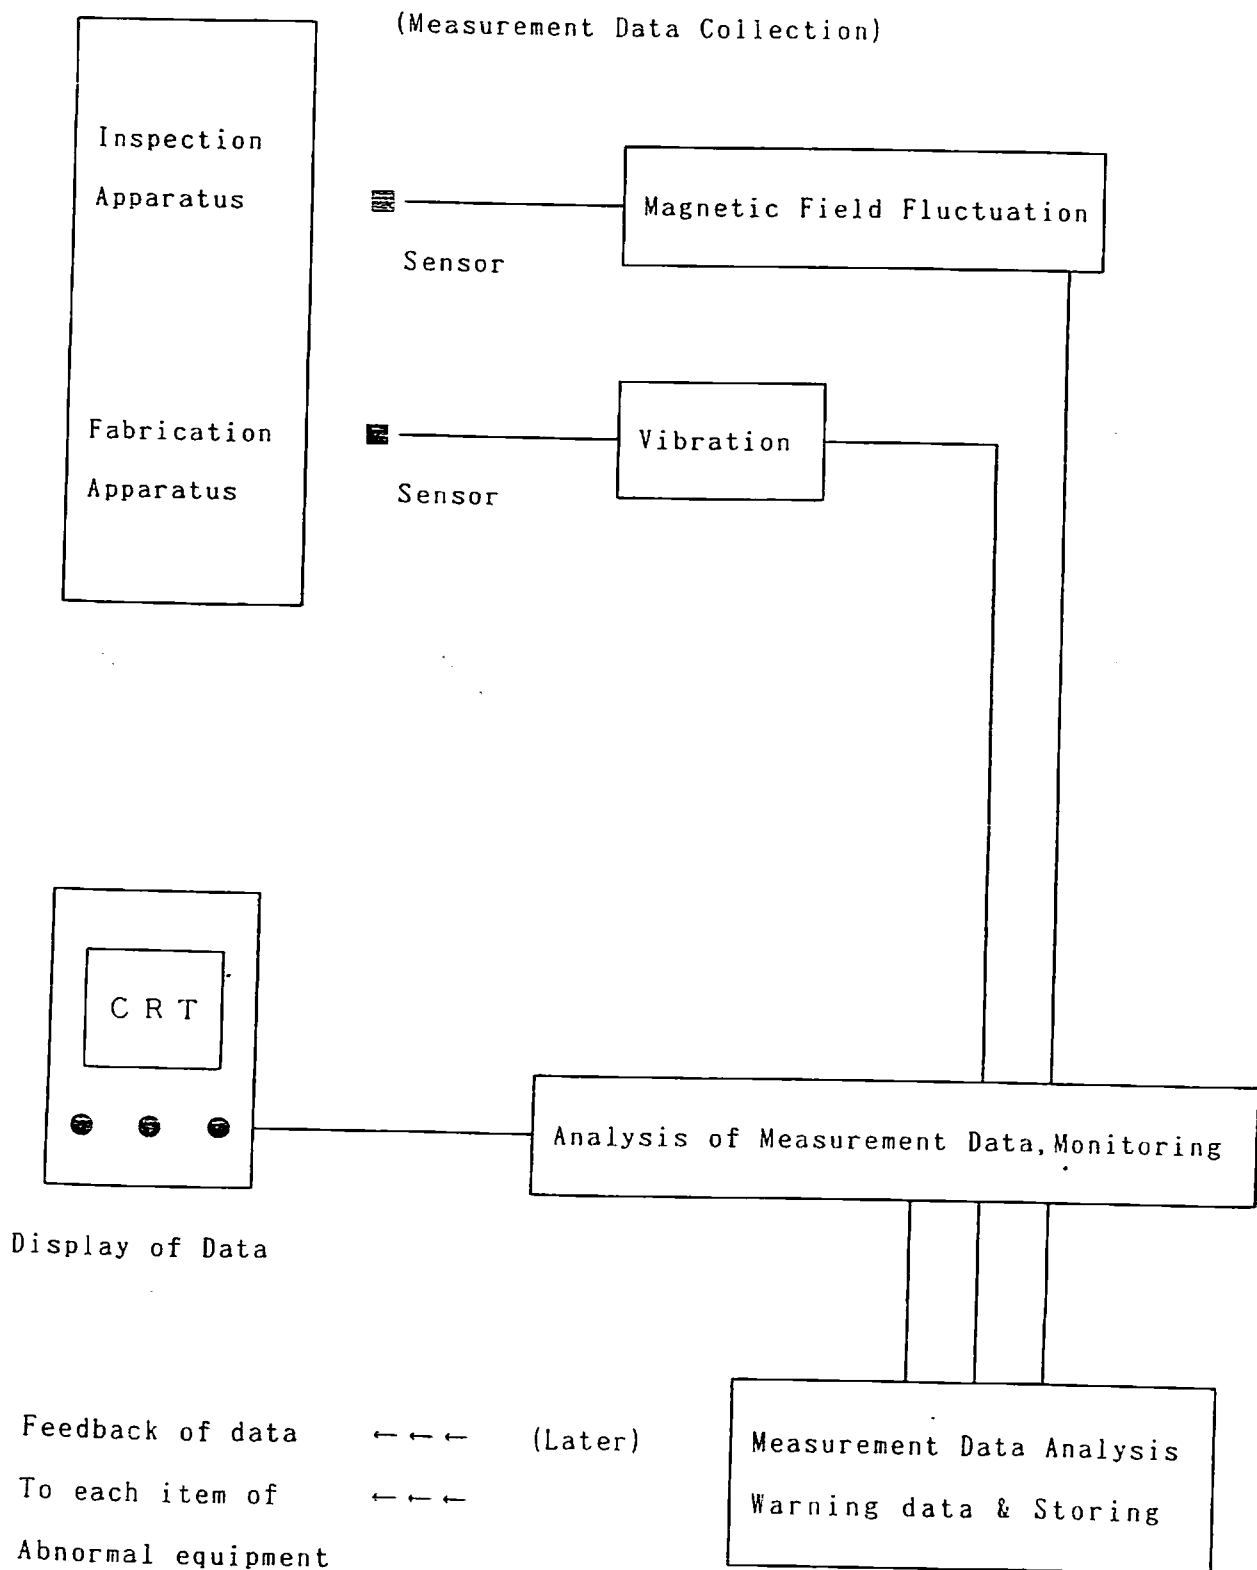 (Measurement Data Collection)
Inspection
Apparatus
Magnetic Field Fluctuation
Sensor
Fabrication
Apparatus
Vibration
Sensor
C R T
Analysis of Measurement Data, Monitoring
Display of Data
Feedback of data ← ← ← (Later)
To each item of ← ← ←
Abnormal equipment
Measurement Data Analysis
Warning data & Storing